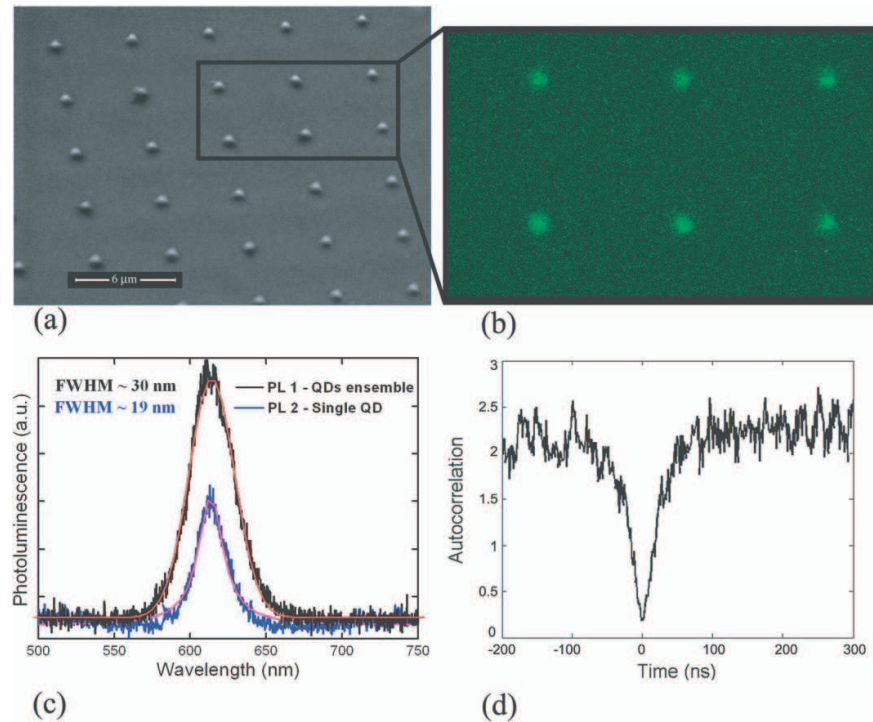 6 μm
(a)
(b)
FWHM ~ 30 nm
FWHM ~ 19 nm
PL 1 - QDs ensemble
PL 2 - Single QD
Photoluminescence (a.u.)
500 550 600 650 700 750
Wavelength (nm)
(c)
Autocorrelation
2.5
2
1.5
1
0.5
0
-200 -100 0 100 200 300
Time (ns)
(d)